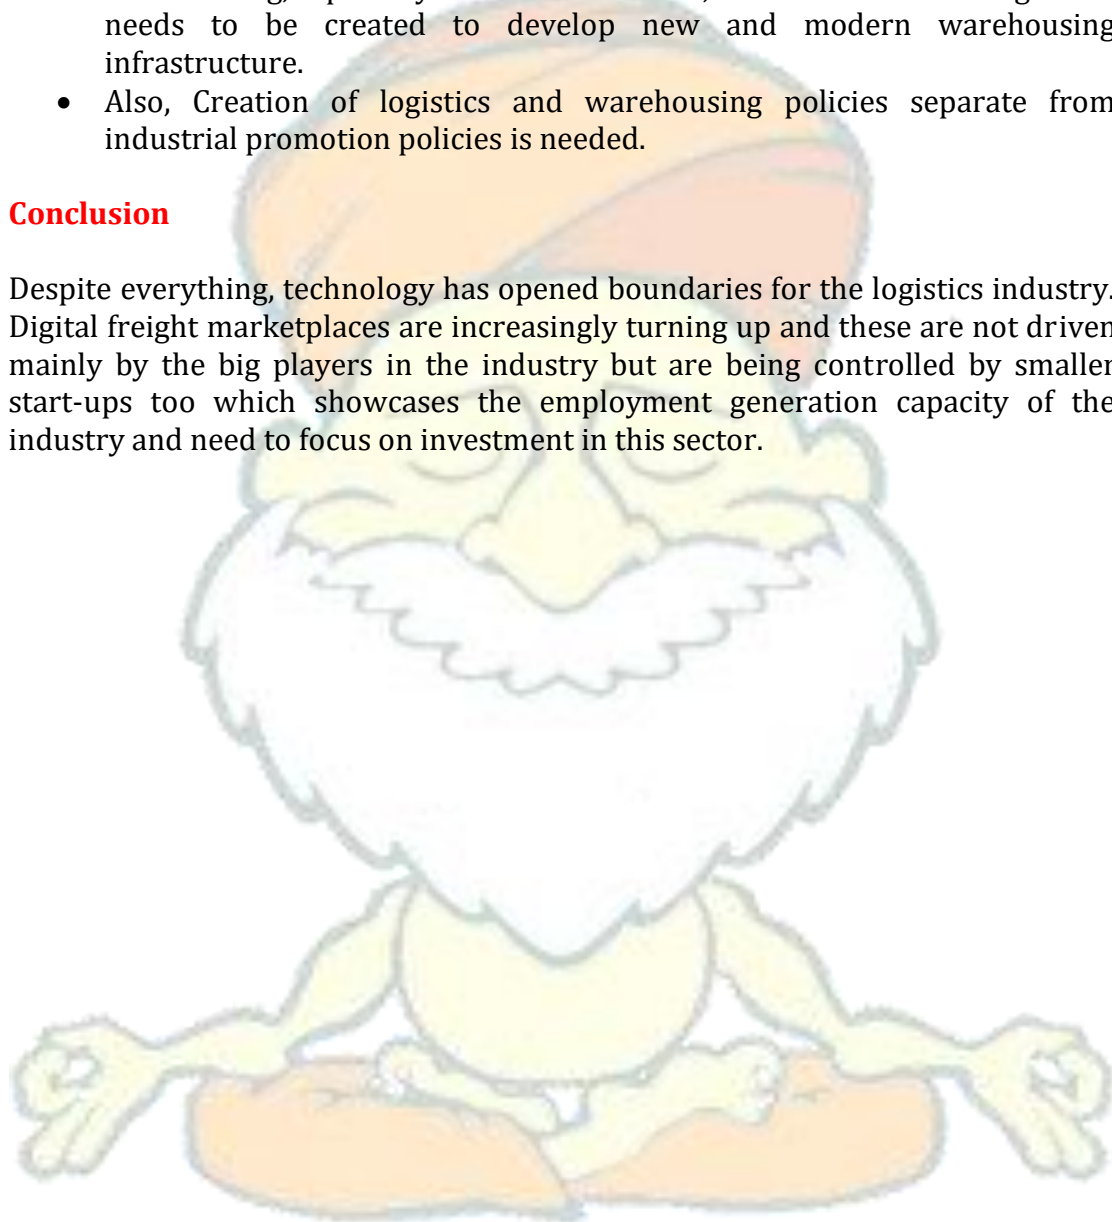 needs to be created to develop new and modern warehousing
infrastructure.
• Also, Creation of logistics and warehousing policies separate from
industrial promotion policies is needed.
Conclusion
Despite everything, technology has opened boundaries for the logistics industry.
Digital freight marketplaces are increasingly turning up and these are not driven
mainly by the big players in the industry but are being controlled by smaller
start-ups too which showcases the employment generation capacity of the
industry and need to focus on investment in this sector.